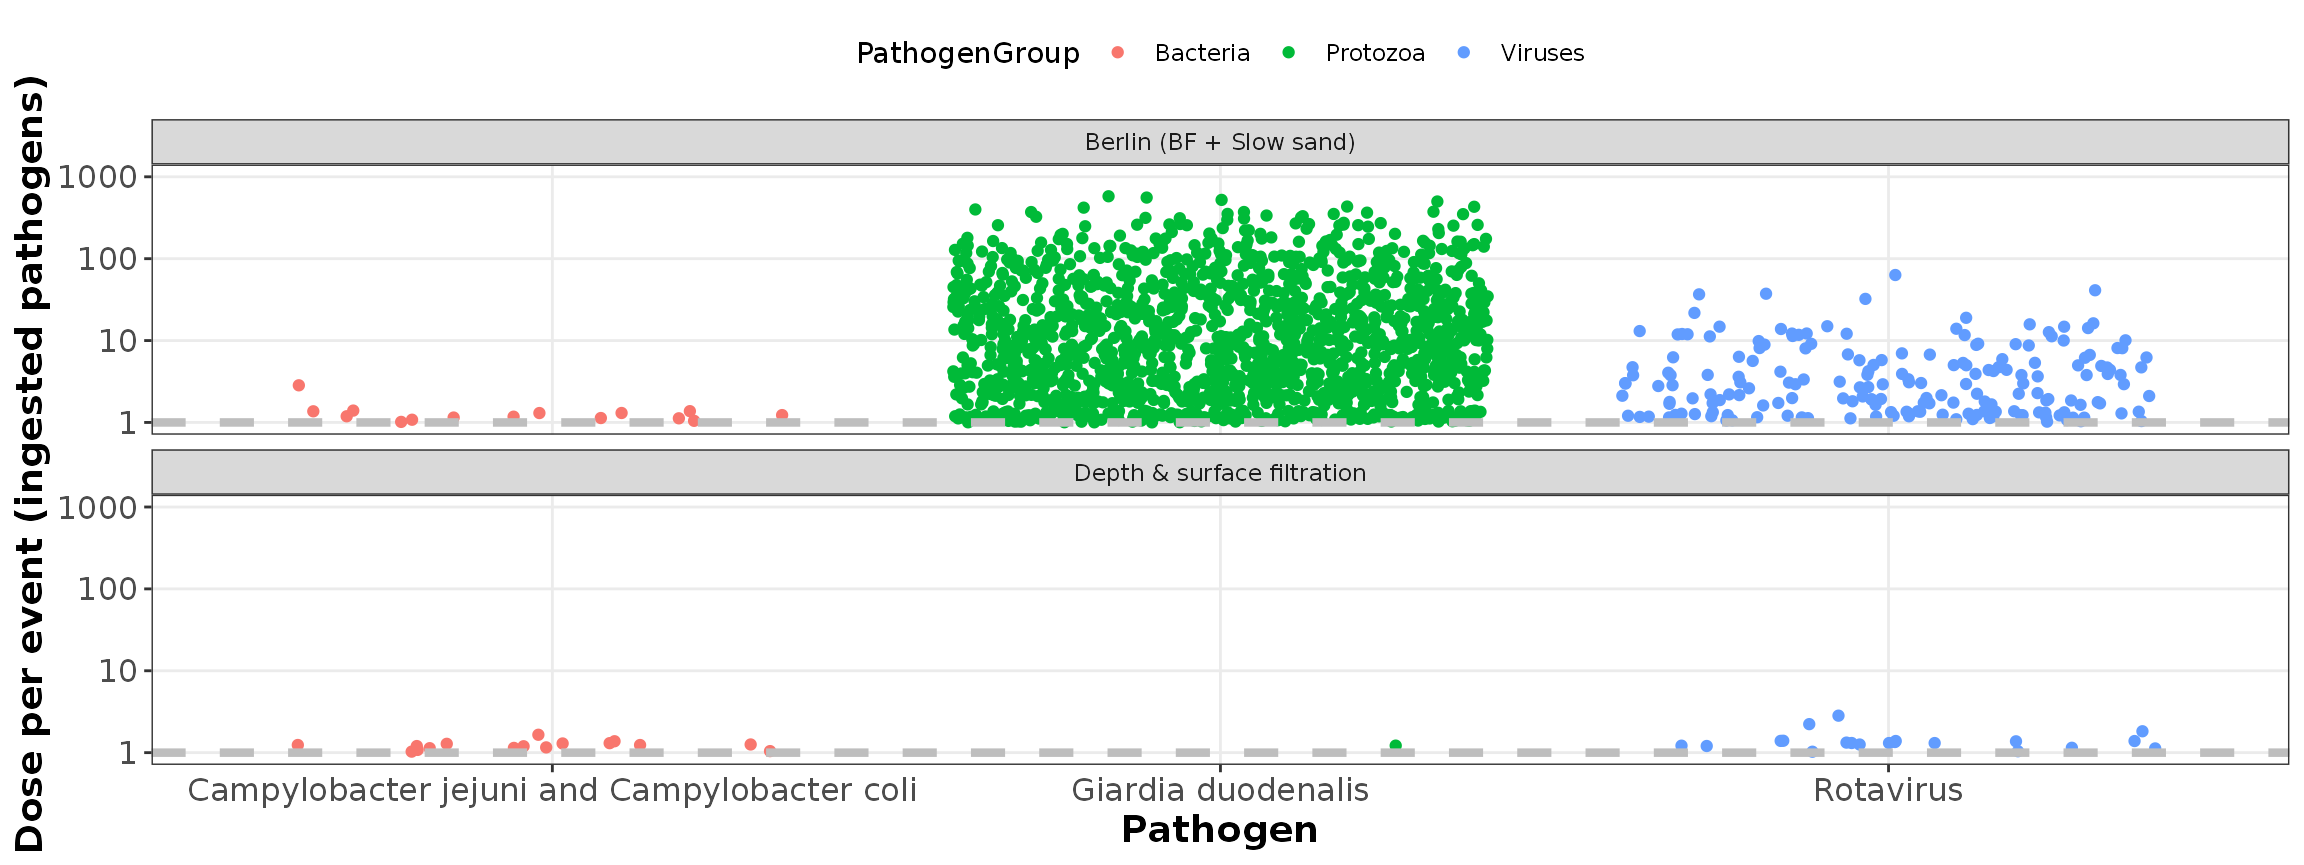 PathogenGroup Bacteria Protozoa Viruses
Dose per event (ingested pathogens)
Berlin (BF + Slow sand)
1000
100
10
1
Depth & surface filtration
1000
100
10
1
Campylobacter jejuni and Campylobacter coli Giardia duodenalis Rotavirus
Pathogen